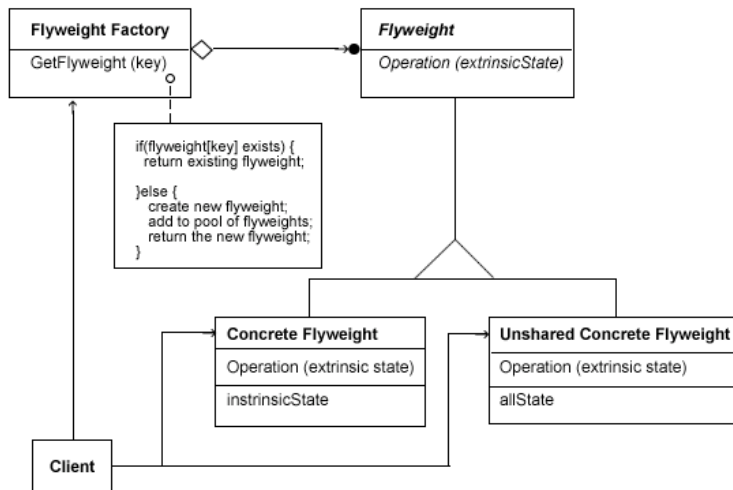 Flyweight Factory
GetFlyweight (key)
Flyweight
Operation (extrinsicState)
if(flyweight[key] exists) {
return existing flyweight;
}else {
create new flyweight;
add to pool of flyweights;
return the new flyweight;
}
Concrete Flyweight
Operation (extrinsic state)
instrinsicState
Unshared Concrete Flyweight
Operation (extrinsic state)
allState
Client